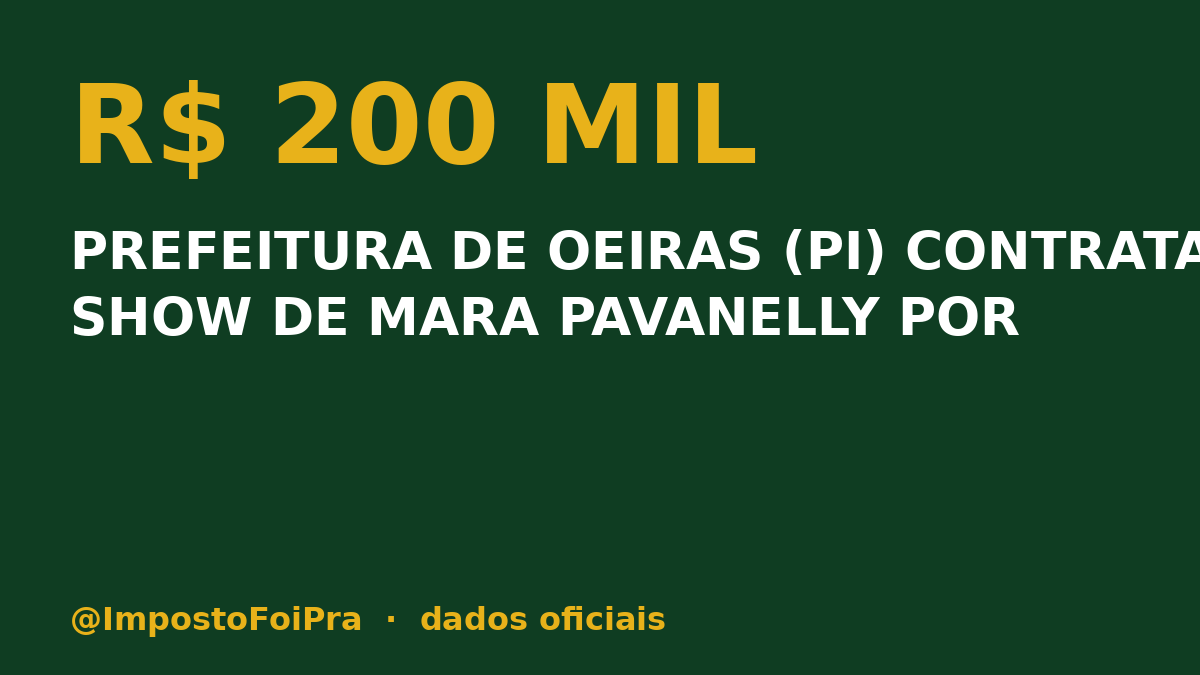 R$ 200 MIL
PREFEITURA DE OEIRAS (PI) CONTRATA
SHOW DE MARA PAVANELLY POR
@ImpostoFoiPra · dados oficiais